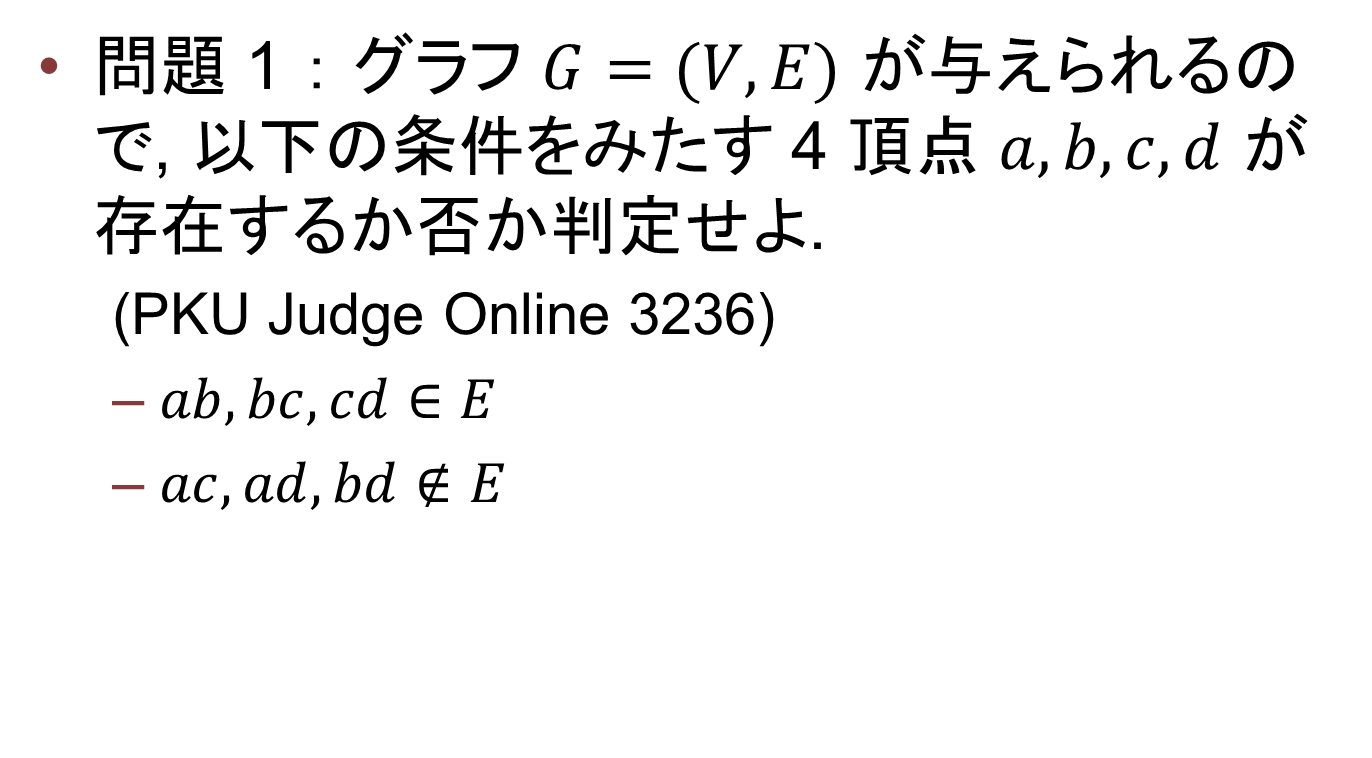 • 問題 1：グラフ G = (V, E) が与えられるの
で, 以下の条件をみたす 4 頂点 a, b, c, d が
存在するか否か判定せよ.
(PKU Judge Online 3236)
– ab, bc, cd ∈ E
– ac, ad, bd ∉ E